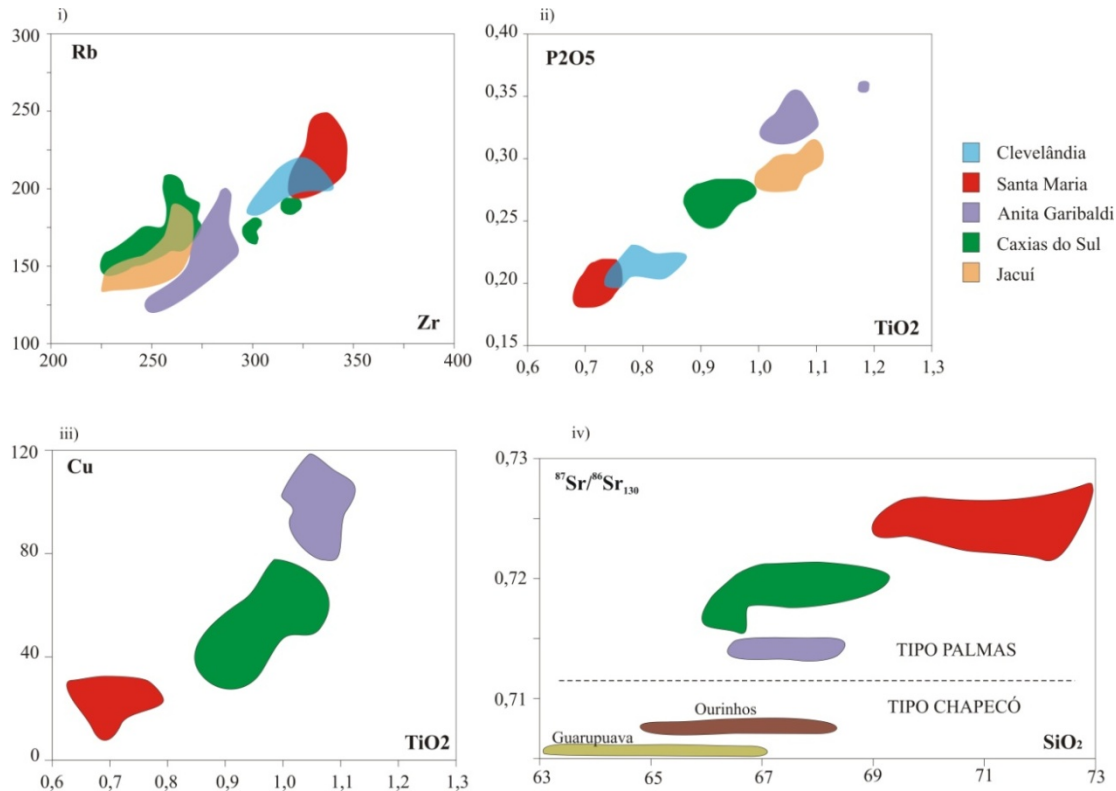 i)
Rb
300
250
200
150
100
200 250 300 350 400
Zr
ii)
P2O5
0,40
0,35
0,30
0,25
0,20
0,15
0,6 0,7 0,8 0,9 1,0 1,1 1,2 1,3
TiO2
Clevelândia
Santa Maria
Anita Garibaldi
Caxias do Sul
Jacuí
iii)
Cu
120
80
40
0
0,6 0,7 0,8 0,9 1,0 1,1 1,2 1,3
TiO2
iv)
⁸⁷Sr/⁸⁶Sr₁₃₀
0,73
0,72
0,71
TIPO PALMAS
TIPO CHAPECÓ
Ourinhos
Guarupuava
SiO₂
63 65 67 69 71 73